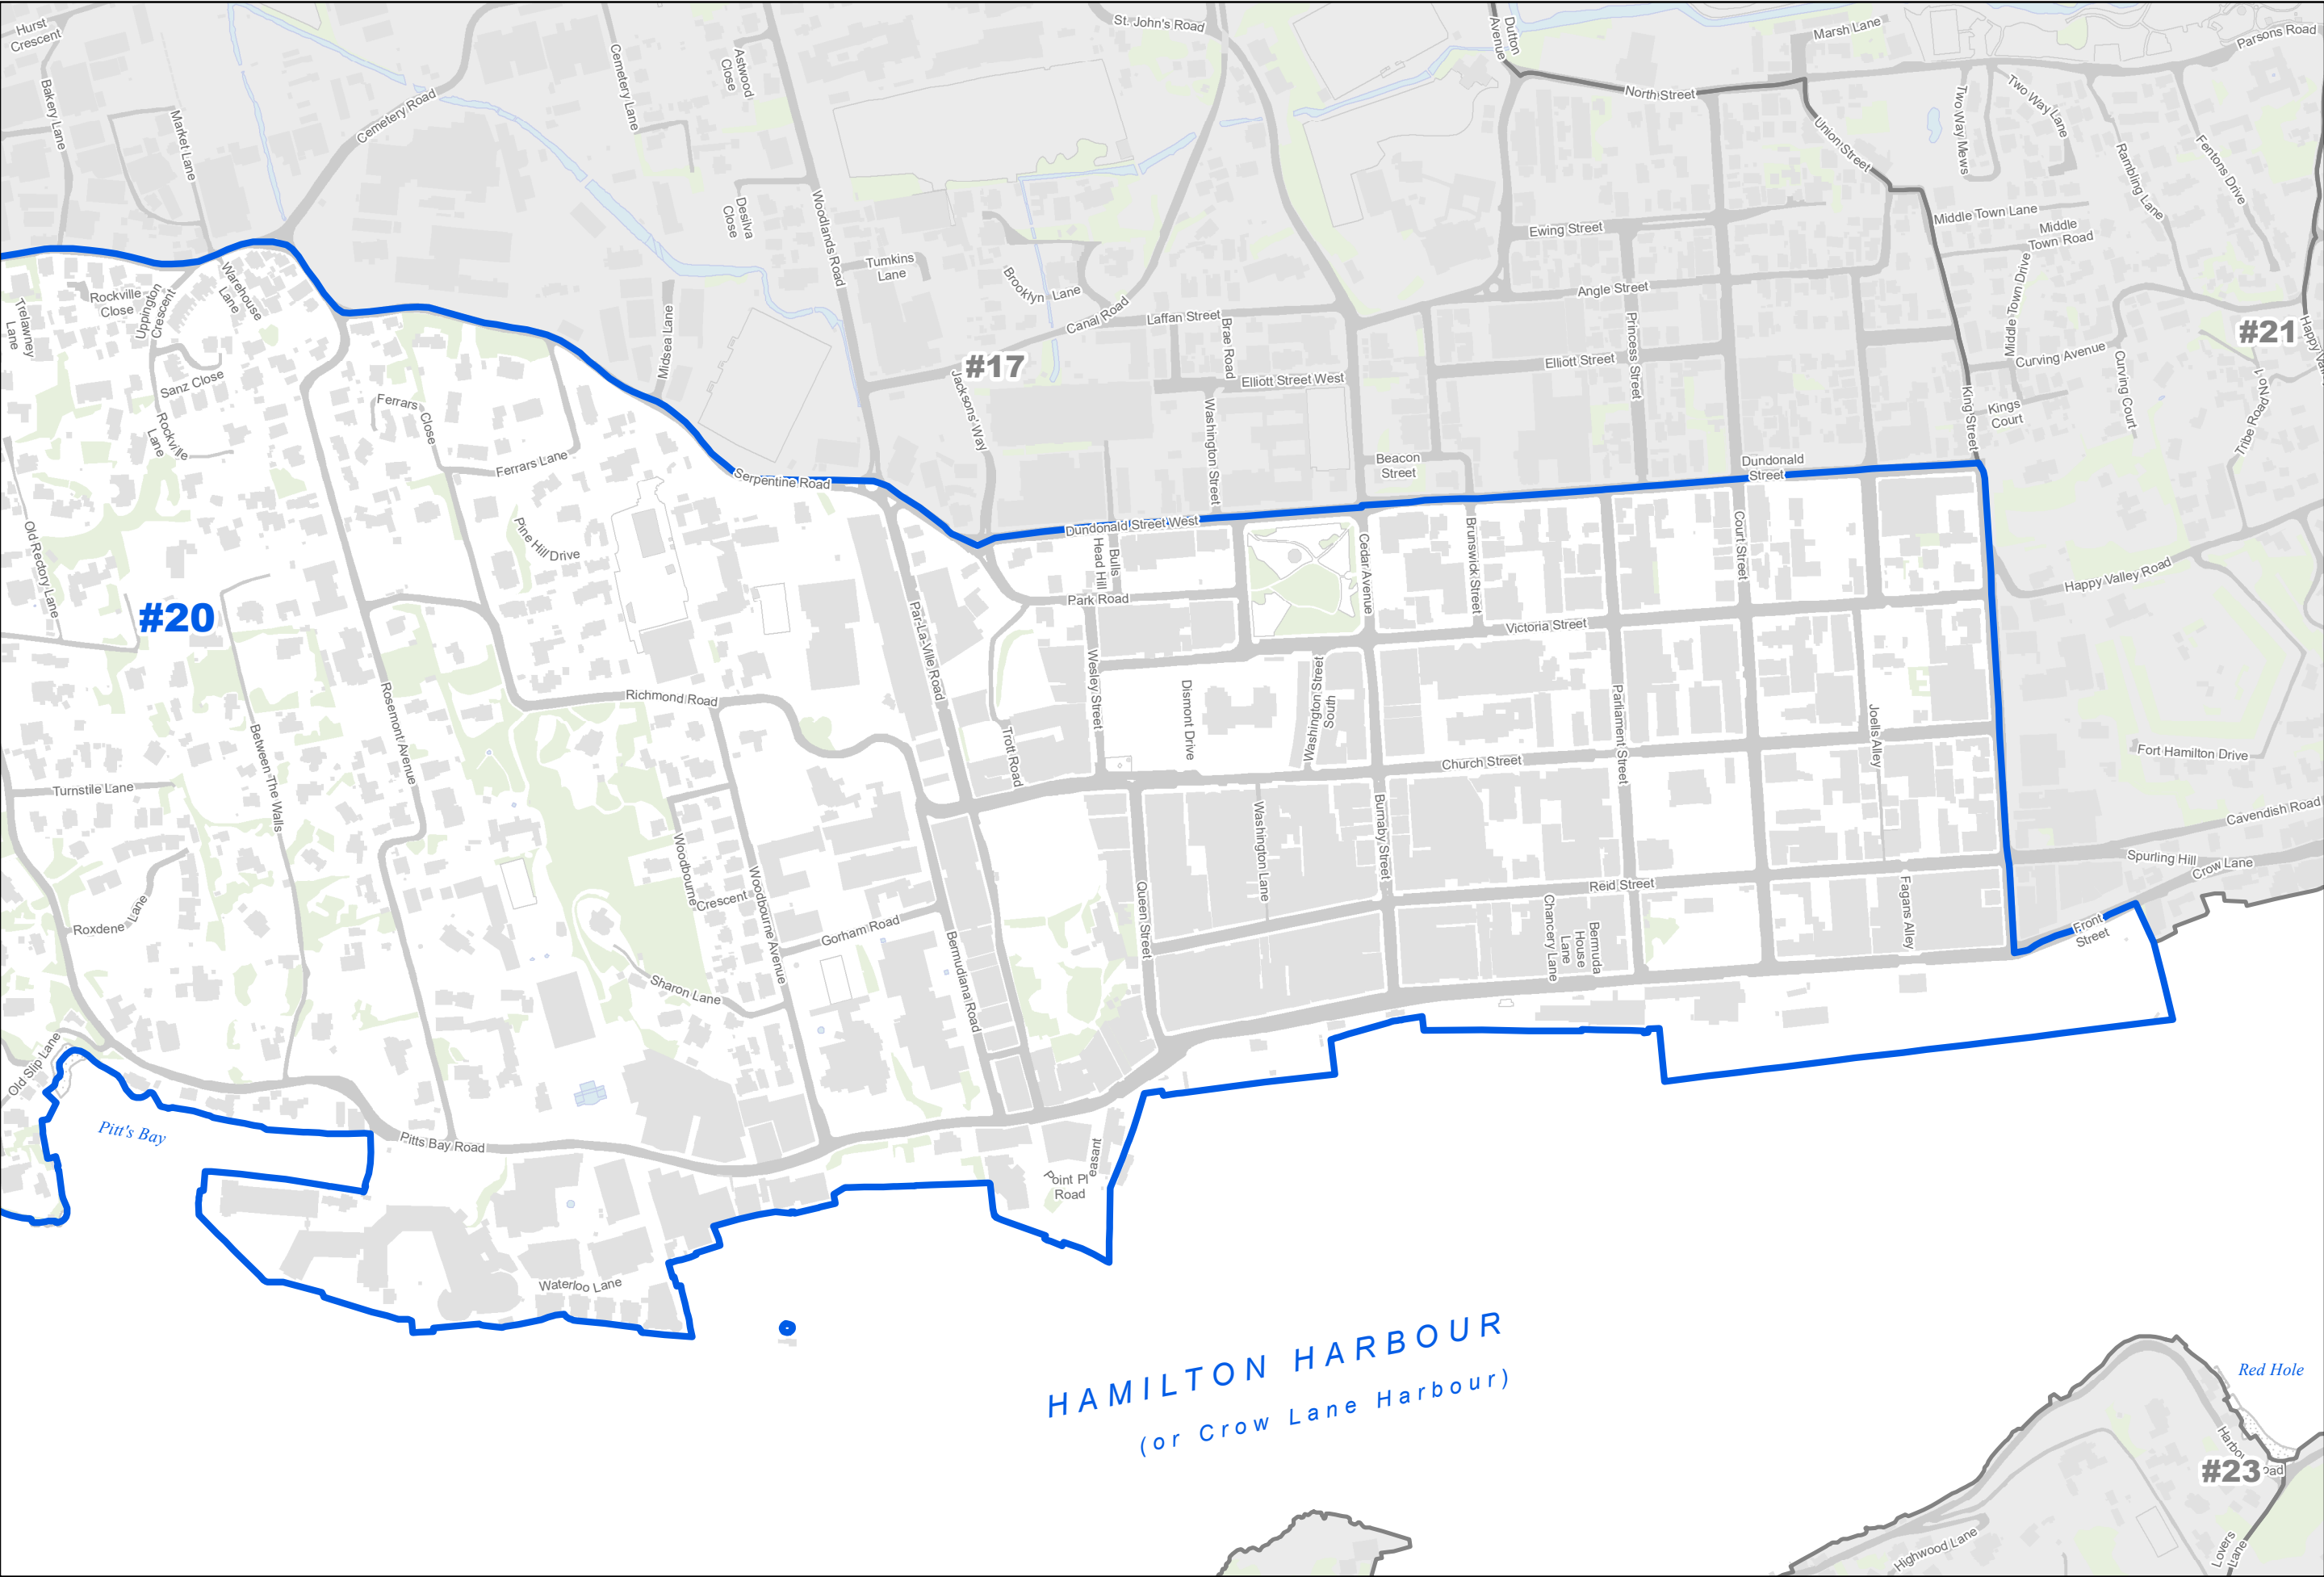 Hurst
Crescent
Bakery Lane
Market Lane
Cemetery Road
Cemetery Lane
Astwood
Close
St. John's Road
Dutton
Avenue
Marsh Lane
Parsons Road
North Street
Union Street
Two Way Mews
Two Way Lane
Rambling Lane
Fentons Drive
Desilva
Close
Woodlands Road
Tumkins
Lane
Brooklyn Lane
Canal Road
Laffan Street
Brae Road
Ewing Street
Angle Street
Middle Town Lane
Middle
Town Road
Middle Town Drive
Warehouse
Lane
Rockville
Close
Uppington
Crescent
Trelawney
Lane
Midsea Lane
#17
#21
Happy Va
Elliott Street West
Elliott Street
Princess Street
Curving Avenue
Curving Court
Kings
Court
King Street
Tribe Road No 1
Sanz Close
Rockville
Lane
Ferrars Close
Ferrars Lane
Jacksons Way
Washington Street
Beacon
Street
Dundonald
Street
Serpentine Road
Dundonald Street West
Old Rectory Lane
Pine Hill Drive
Bulls
Head Hill
Park Road
Cedar Avenue
Brunswick Street
Court Street
Happy Valley Road
#20
Par-La-Ville Road
Victoria Street
Rosemont Avenue
Richmond Road
Wesley Street
Dismont Drive
Washington Street
South
Parliament Street
Joells Alley
Fort Hamilton Drive
Between The Walls
Trott Road
Church Street
Turnstile Lane
Woodbourne
Crescent
Woodbourne Avenue
Washington Lane
Burnaby Street
Cavendish Road
Spurling Hill
Crow Lane
Reid Street
Roxdene Lane
Gorham Road
Queen Street
Chancery Lane
Bermuda
House
Lane
Fagans Alley
Front
Street
Sharon Lane
Bermudiana Road
Old Slip Lane
Pitt's Bay
Pitts Bay Road
Point Pleasant
Road
Waterloo Lane
HAMILTON HARBOUR
(or Crow Lane Harbour)
Red Hole
#23
Highwood Lane
Lovers
Lane